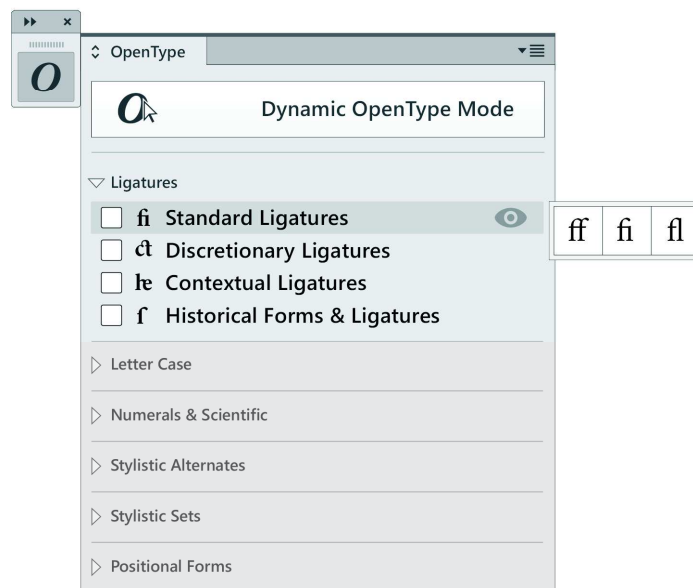 O
OpenType
O Dynamic OpenType Mode
Ligatures
fi Standard Ligatures
ff fi fl
ct Discretionary Ligatures
he Contextual Ligatures
ſ Historical Forms & Ligatures
Letter Case
Numerals & Scientific
Stylistic Alternates
Stylistic Sets
Positional Forms